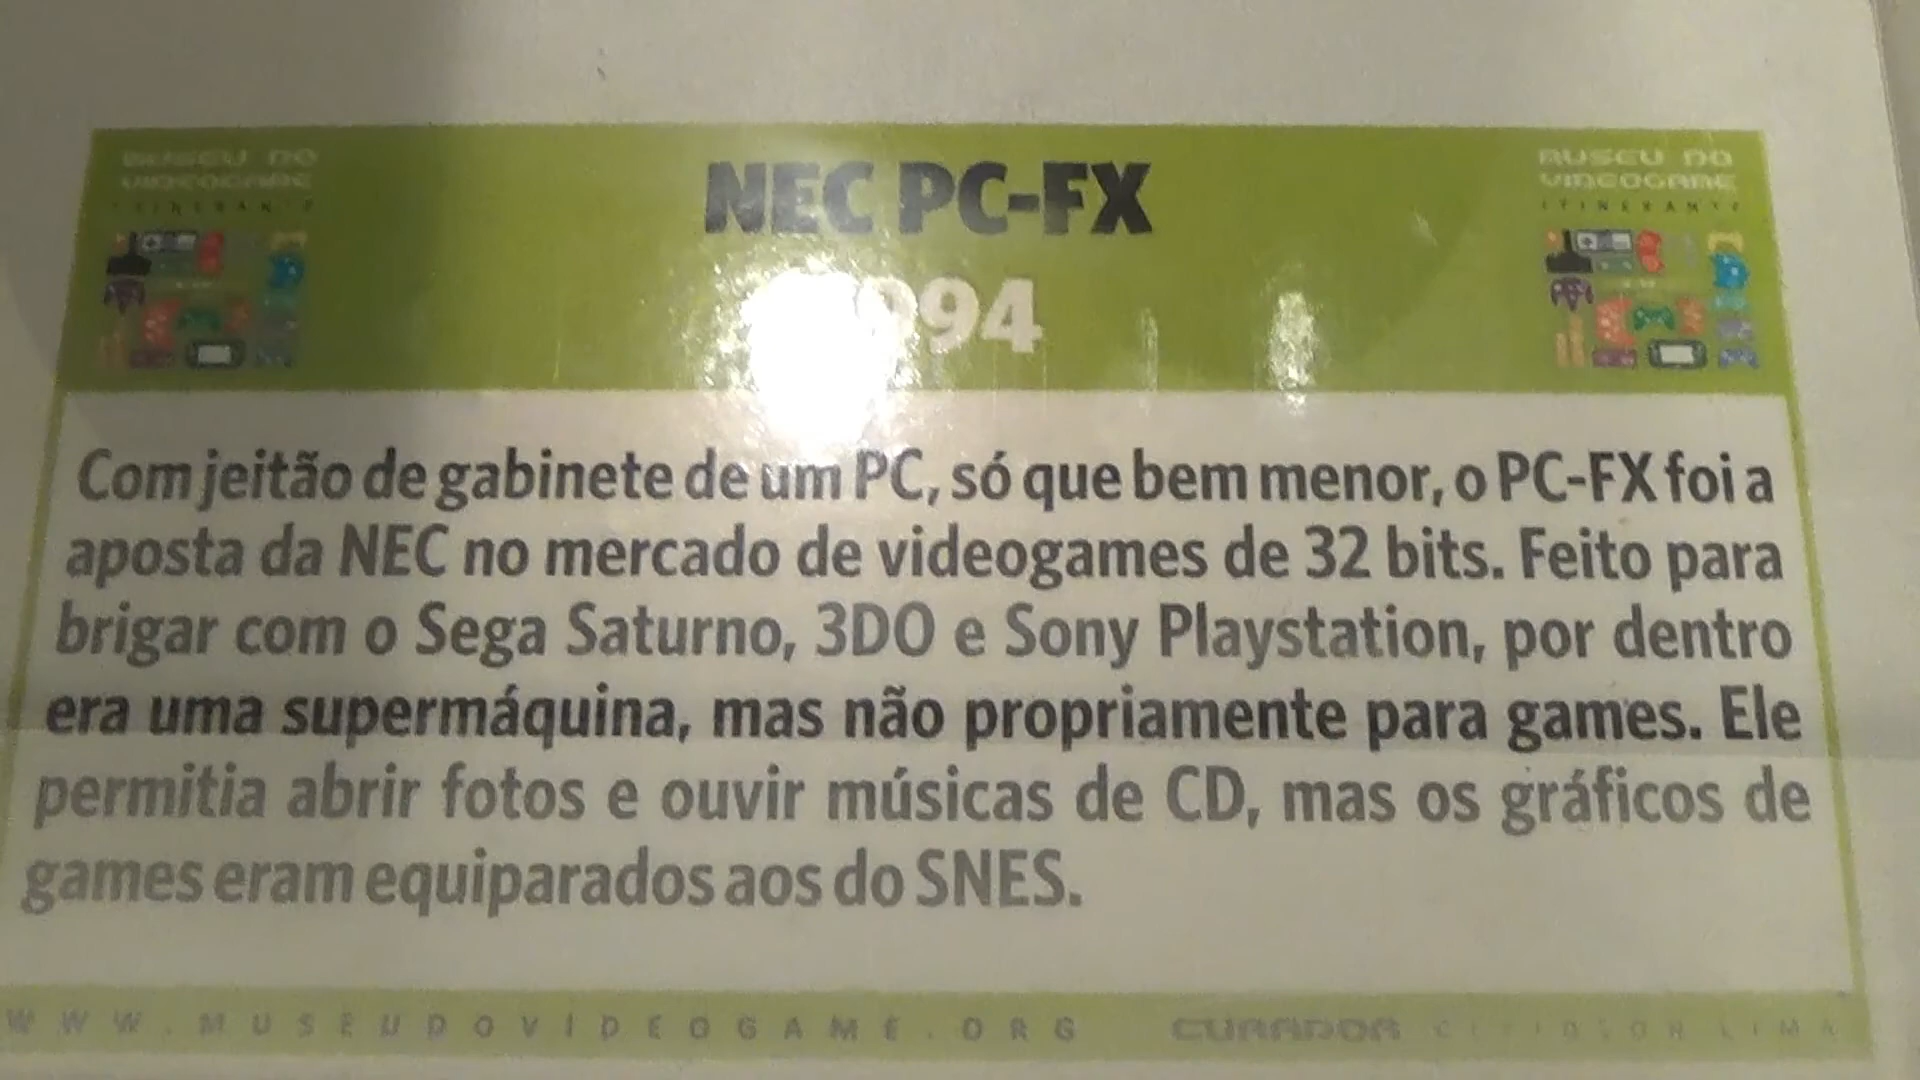 MUSEU DO
VIDEOGAME
ITINERANTE
NEC PC-FX
MUSEU DO
VIDEOGAME
ITINERANTE
1994
Com jeitão de gabinete de um PC, só que bem menor, o PC-FX foi a
aposta da NEC no mercado de videogames de 32 bits. Feito para
brigar com o Sega Saturno, 3DO e Sony Playstation, por dentro
era uma supermáquina, mas não propriamente para games. Ele
permitia abrir fotos e ouvir músicas de CD, mas os gráficos de
games eram equiparados aos do SNES.
WWW.MUSEUDOVIDEOGAME.ORG CURADOR LIMA